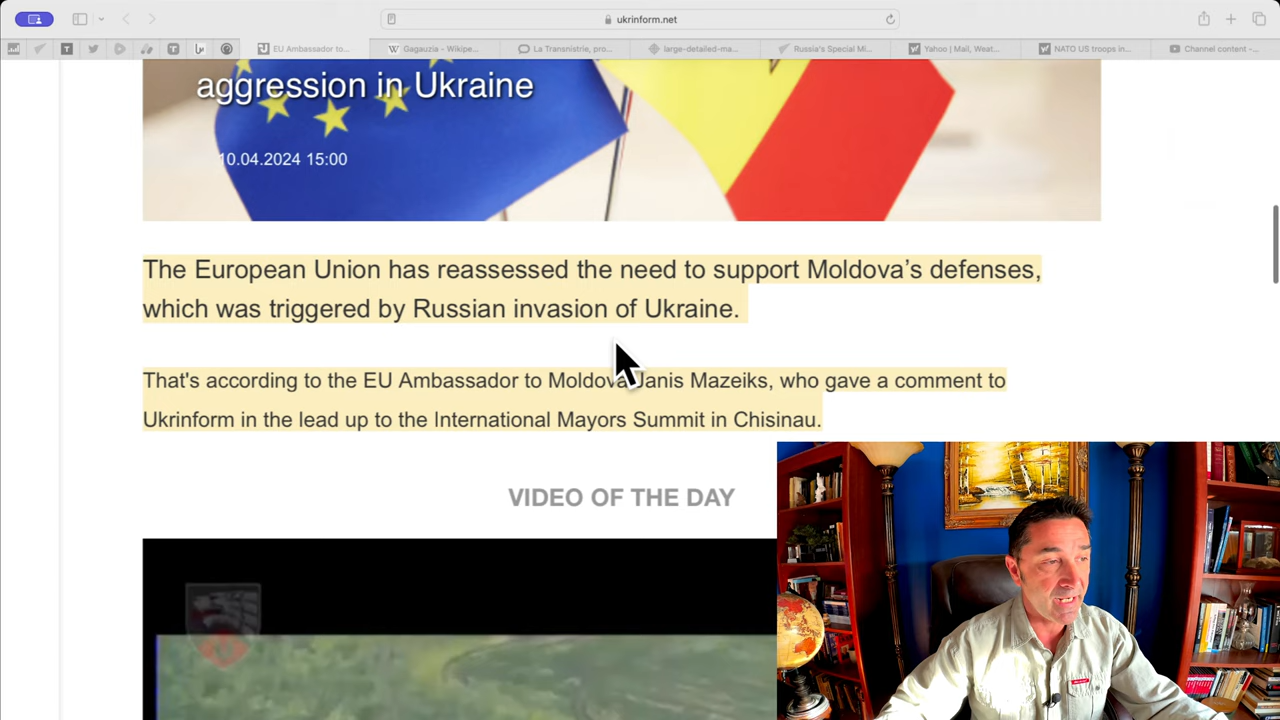 ukrinform.net
EU Ambassador to...
Gagauzia - Wikipe...
La Transnistrie, pro...
large-detailed-ma...
Russia's Special Mi...
Yahoo | Mail, Weat...
NATO US troops in...
Channel content -...
aggression in Ukraine
10.04.2024 15:00
The European Union has reassessed the need to support Moldova’s defenses,
which was triggered by Russian invasion of Ukraine.
That's according to the EU Ambassador to Moldova Janis Mazeiks, who gave a comment to
Ukrinform in the lead up to the International Mayors Summit in Chisinau.
VIDEO OF THE DAY